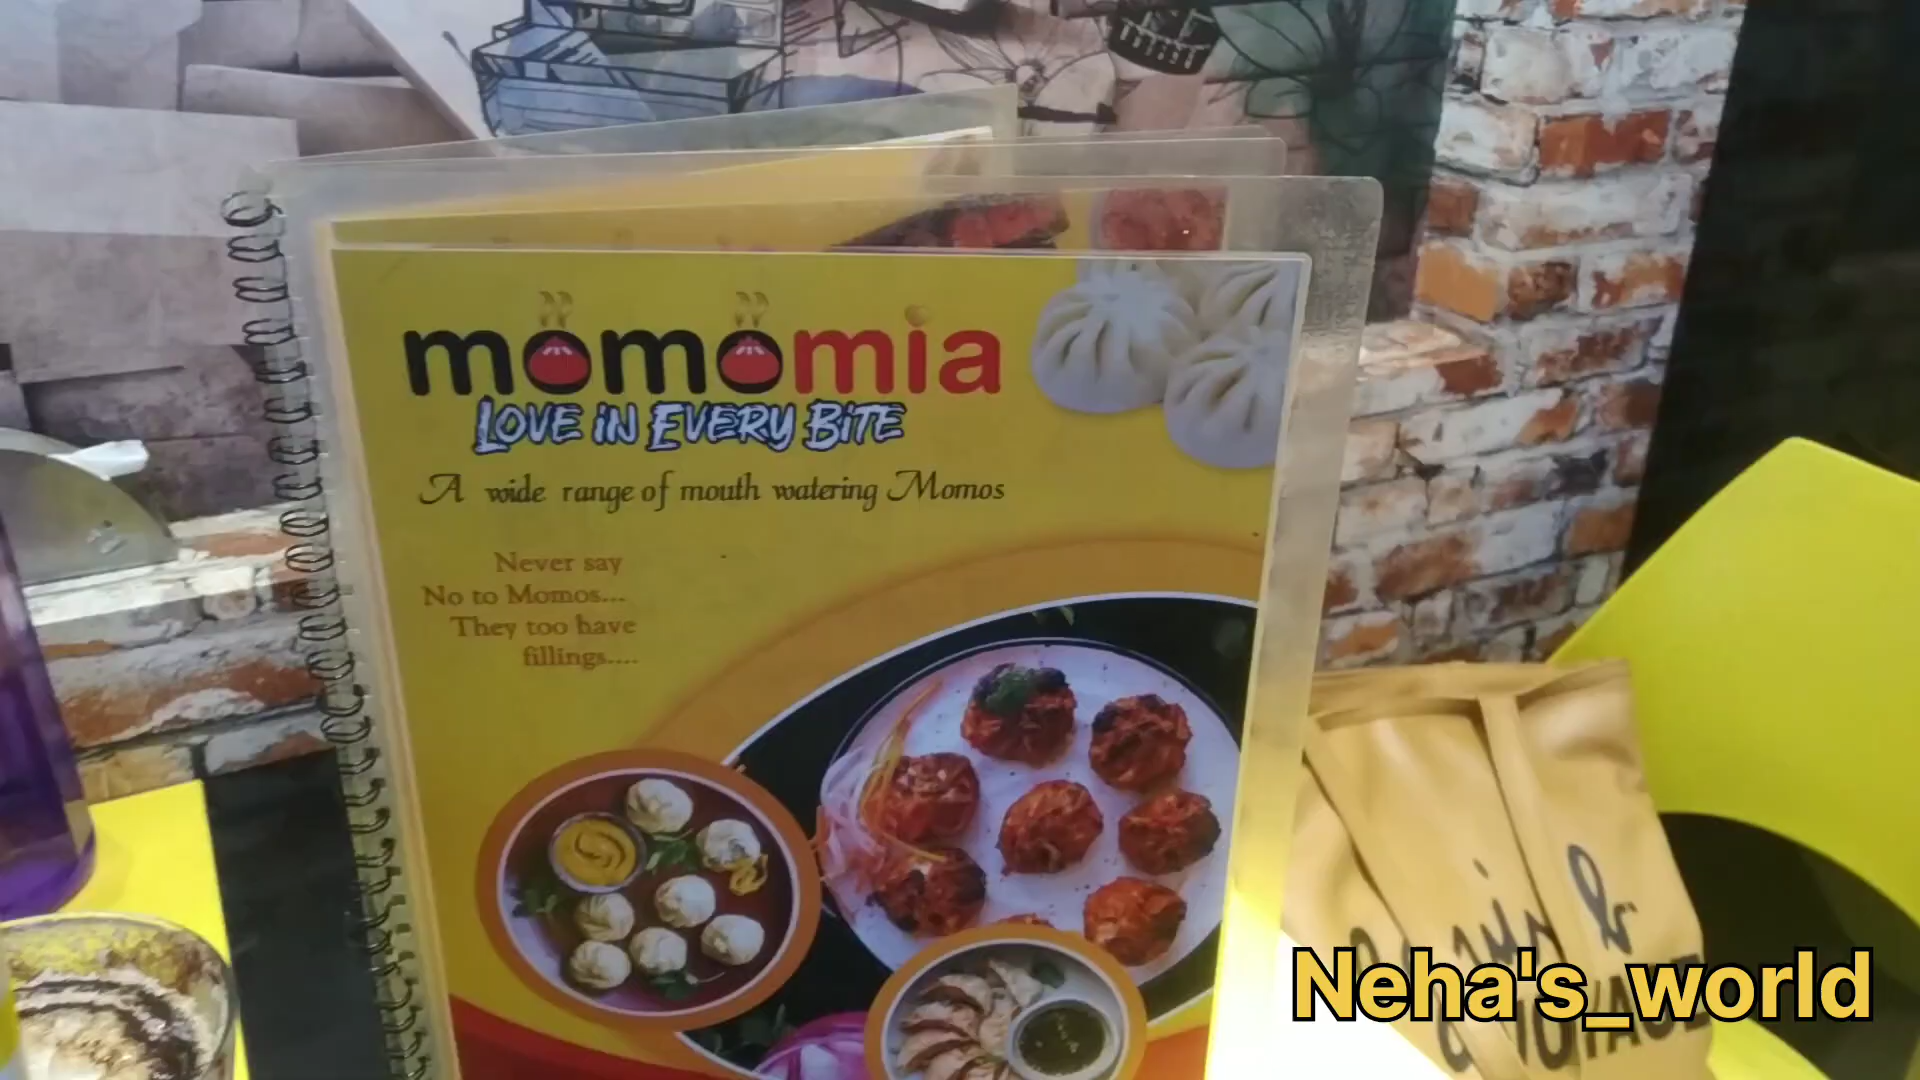 momomia
LOVE iN EVERY BiTE
A wide range of mouth watering Momos
Never say
No to Momos...
They too have
fillings....
Neha's_world